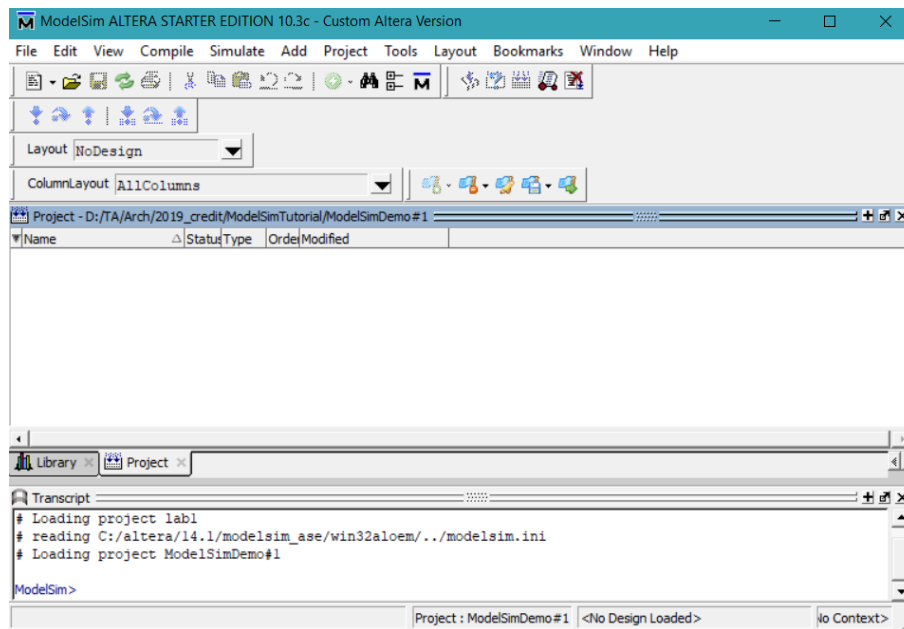 ModelSim ALTERA STARTER EDITION 10.3c - Custom Altera Version
File Edit View Compile Simulate Add Project Tools Layout Bookmarks Window Help
Layout NoDesign
ColumnLayout AllColumns
Project - D:/TA/Arch/2019_credit/ModelSimTutorial/ModelSimDemo#1
Name Status Type Order Modified
Library Project
Transcript
# Loading project lab1
# reading C:/altera/14.1/modelsim_ase/win32aloem/../modelsim.ini
# Loading project ModelSimDemo#1
ModelSim>
Project : ModelSimDemo#1 <No Design Loaded> No Context>